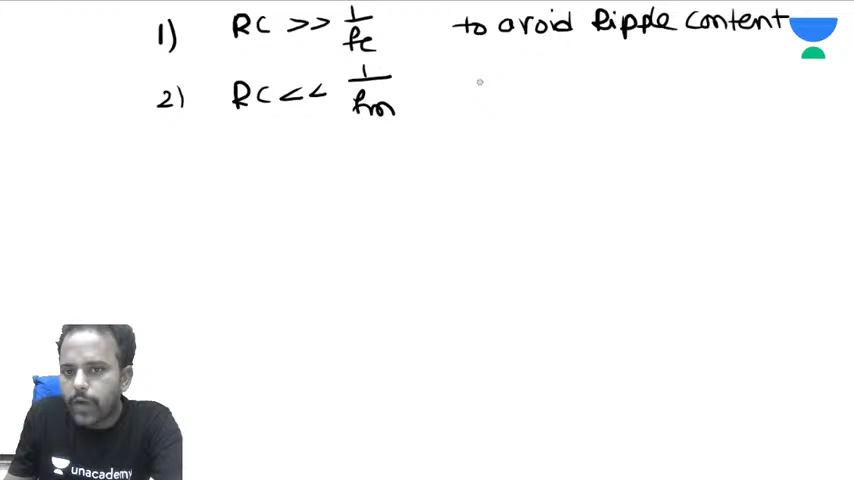 1) RC >> 1/fc to avoid Ripple content
2) RC << 1/fm
unacademy